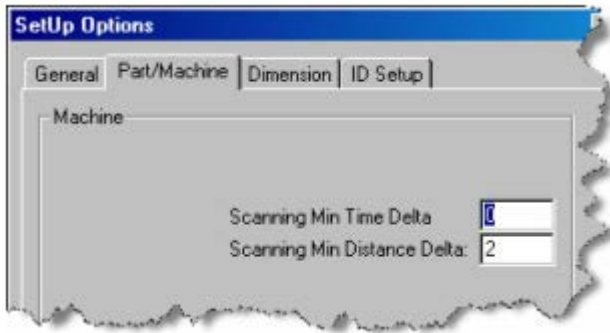 SetUp Options
General Part/Machine Dimension ID Setup
Machine
Scanning Min Time Delta 0
Scanning Min Distance Delta: 2